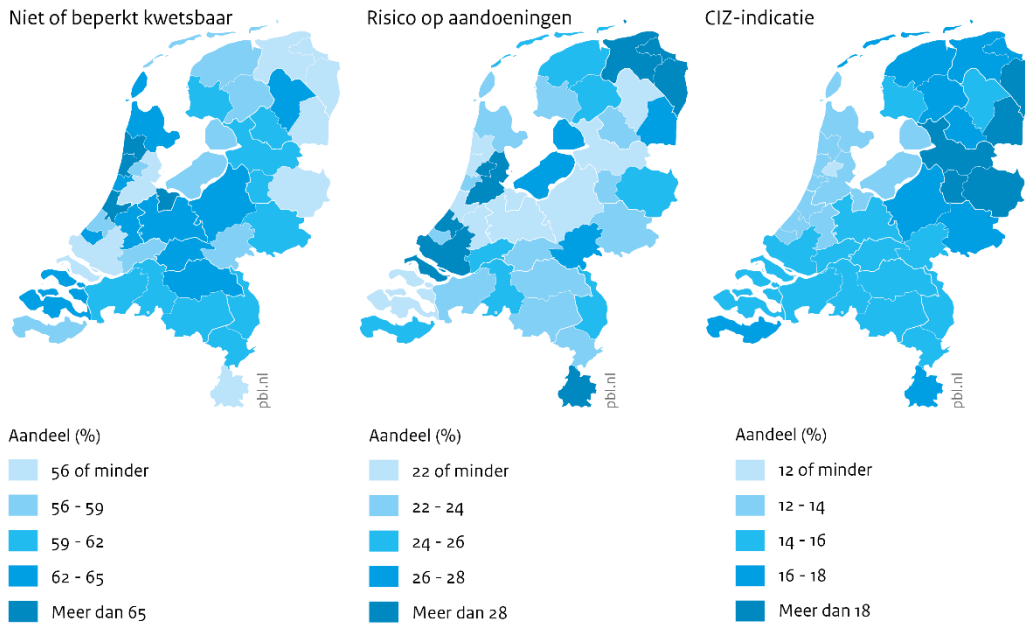 Niet of beperkt kwetsbaar
Risico op aandoeningen
CIZ-indicatie
pbl.nl
pbl.nl
pbl.nl
Aandeel (%)
56 of minder
56 - 59
59 - 62
62 - 65
Meer dan 65
Aandeel (%)
22 of minder
22 - 24
24 - 26
26 - 28
Meer dan 28
Aandeel (%)
12 of minder
12 - 14
14 - 16
16 - 18
Meer dan 18